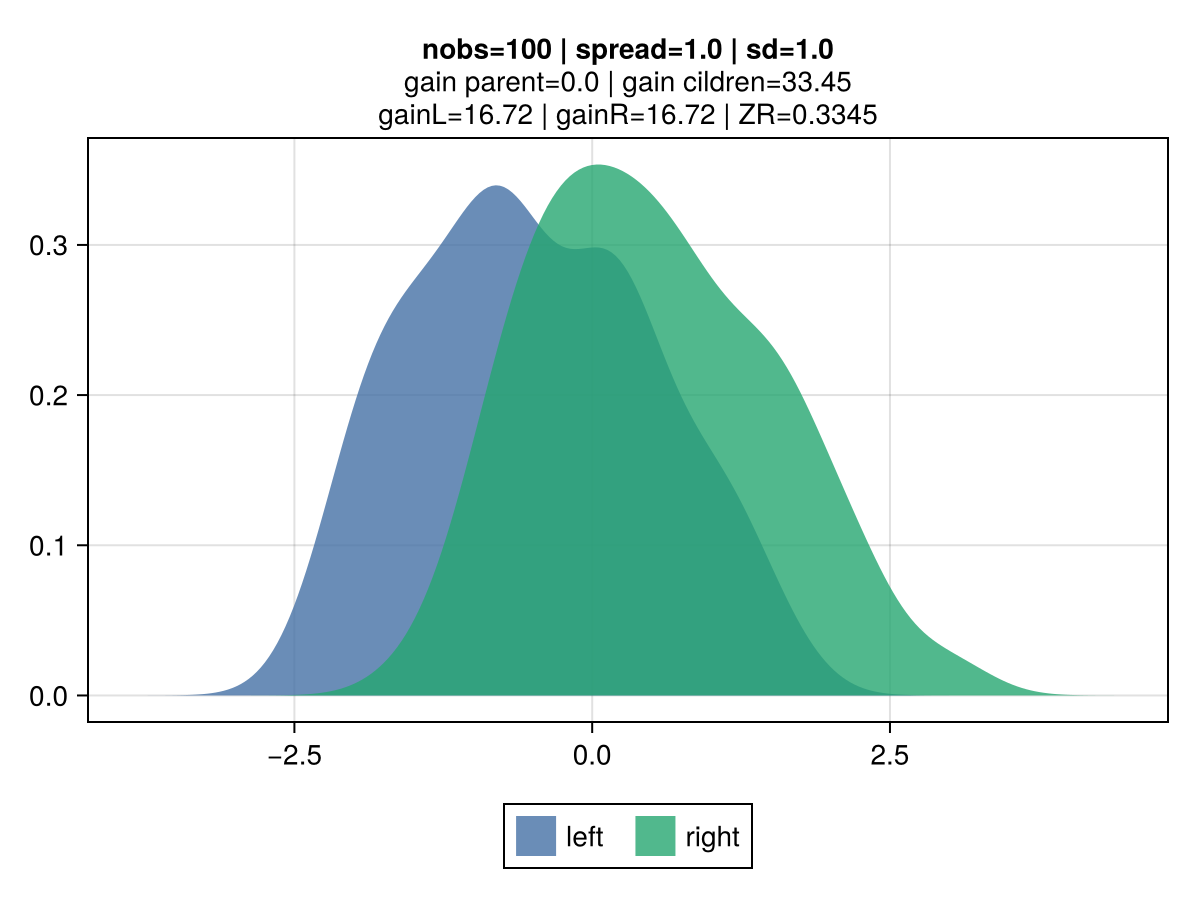 nobs=100 | spread=1.0 | sd=1.0
gain parent=0.0 | gain cildren=33.45
gainL=16.72 | gainR=16.72 | ZR=0.3345
0.3
0.2
0.1
0.0
−2.5 0.0 2.5
left right